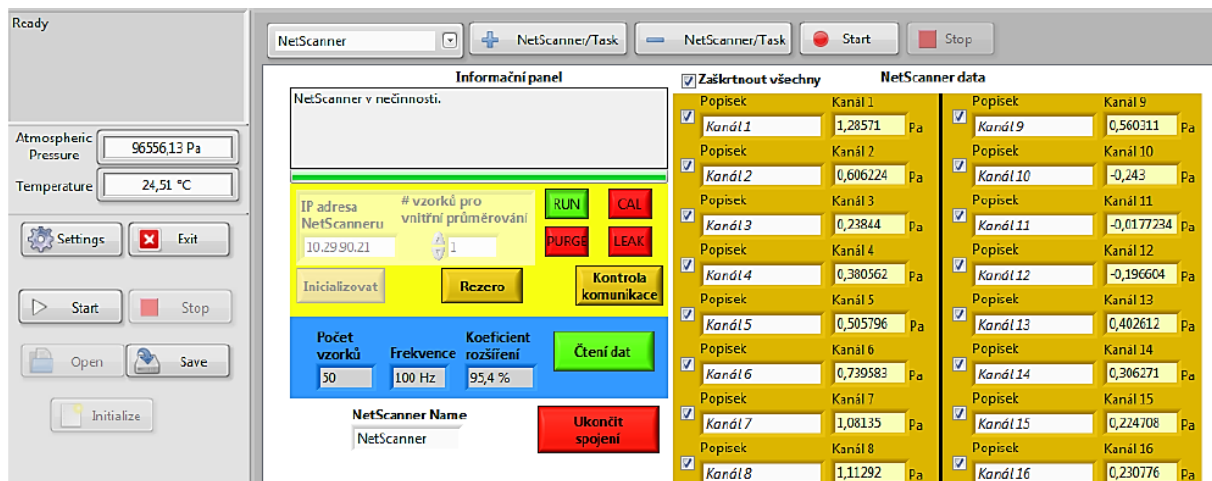 Ready
NetScanner
NetScanner/Task
NetScanner/Task
Start
Stop
Informační panel
NetScanner v nečinnosti.
Atmospheric
Pressure
96556,13 Pa
Temperature
24,51 °C
Settings
Exit
Start
Stop
Open
Save
Initialize
IP adresa
NetScanneru
10.29.90.21
# vzorků pro
vnitřní průměrování
1
RUN
CAL
PURGE
LEAK
Inicializovat
Rezero
Kontrola
komunikace
Počet
vzorků
50
Frekvence
100 Hz
Koeficient
rozšíření
95,4 %
Čtení dat
NetScanner Name
NetScanner
Ukončit
spojení
Zaškrtnout všechny
NetScanner data
Popisek Kanál 1
Kanál 1 1,28571 Pa
Popisek Kanál 2
Kanál 2 0,606224 Pa
Popisek Kanál 3
Kanál 3 0,23844 Pa
Popisek Kanál 4
Kanál 4 0,380562 Pa
Popisek Kanál 5
Kanál 5 0,505796 Pa
Popisek Kanál 6
Kanál 6 0,739583 Pa
Popisek Kanál 7
Kanál 7 1,08135 Pa
Popisek Kanál 8
Kanál 8 1,11292 Pa
Popisek Kanál 9
Kanál 9 0,560311 Pa
Popisek Kanál 10
Kanál 10 -0,243 Pa
Popisek Kanál 11
Kanál 11 -0,0177234 Pa
Popisek Kanál 12
Kanál 12 -0,196604 Pa
Popisek Kanál 13
Kanál 13 0,402612 Pa
Popisek Kanál 14
Kanál 14 0,306271 Pa
Popisek Kanál 15
Kanál 15 0,224708 Pa
Popisek Kanál 16
Kanál 16 0,230776 Pa